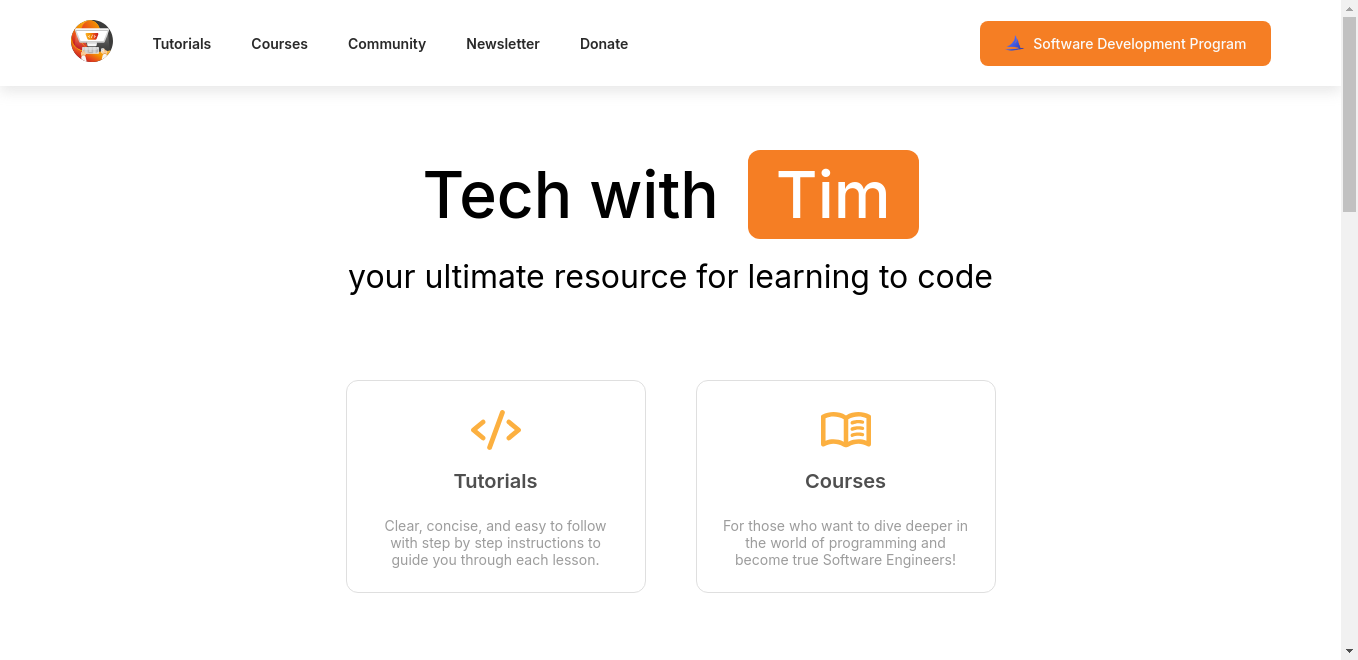 Tutorials
Courses
Community
Newsletter
Donate
Software Development Program
Tech with Tim
your ultimate resource for learning to code
Tutorials
Clear, concise, and easy to follow
with step by step instructions to
guide you through each lesson.
Courses
For those who want to dive deeper in
the world of programming and
become true Software Engineers!